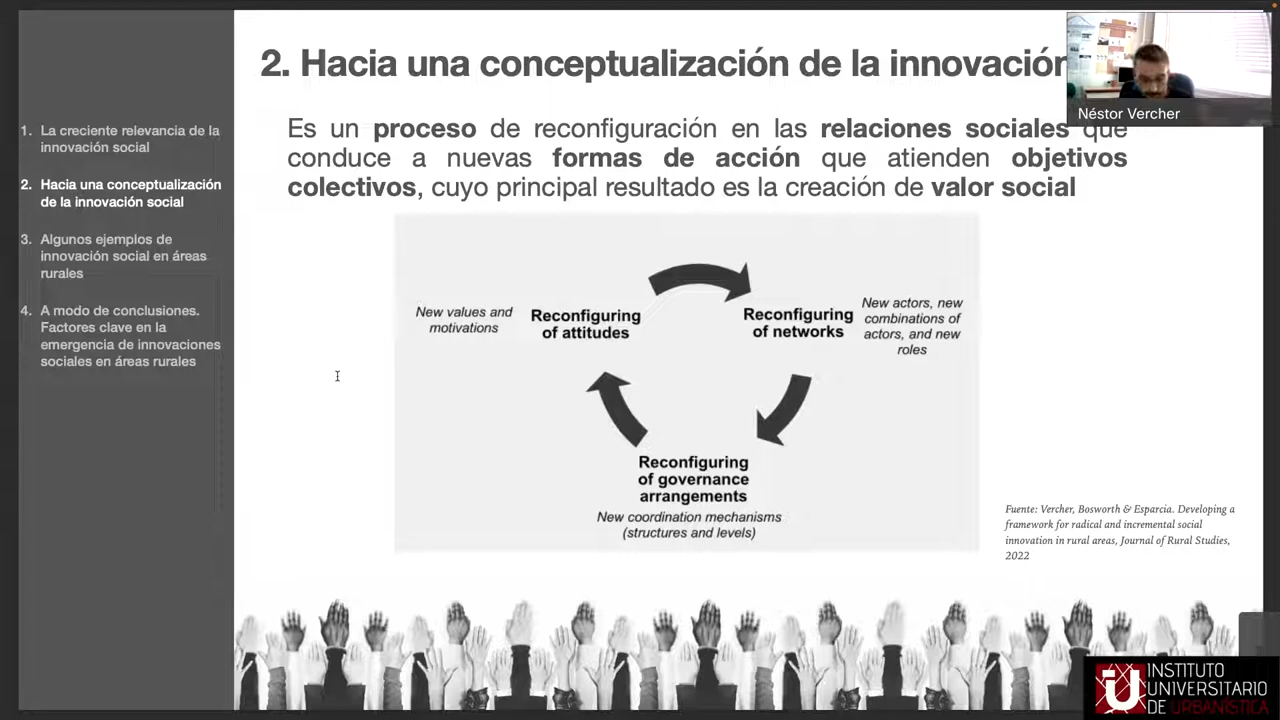 2. Hacia una conceptualización de la innovación
Néstor Vercher
Es un proceso de reconfiguración en las relaciones sociales que
conduce a nuevas formas de acción que atienden objetivos
colectivos, cuyo principal resultado es la creación de valor social
1. La creciente relevancia de la
innovación social
2. Hacia una conceptualización
de la innovación social
3. Algunos ejemplos de
innovación social en áreas
rurales
4. A modo de conclusiones.
Factores clave en la
emergencia de innovaciones
sociales en áreas rurales
New values and
motivations
Reconfiguring
of attitudes
Reconfiguring
of networks
New actors, new
combinations of
actors, and new
roles
Reconfiguring
of governance
arrangements
New coordination mechanisms
(structures and levels)
Fuente: Vercher, Bosworth & Esparcia. Developing a
framework for radical and incremental social
innovation in rural areas, Journal of Rural Studies,
2022
INSTITUTO
UNIVERSITARIO
DE URBANÍSTICA